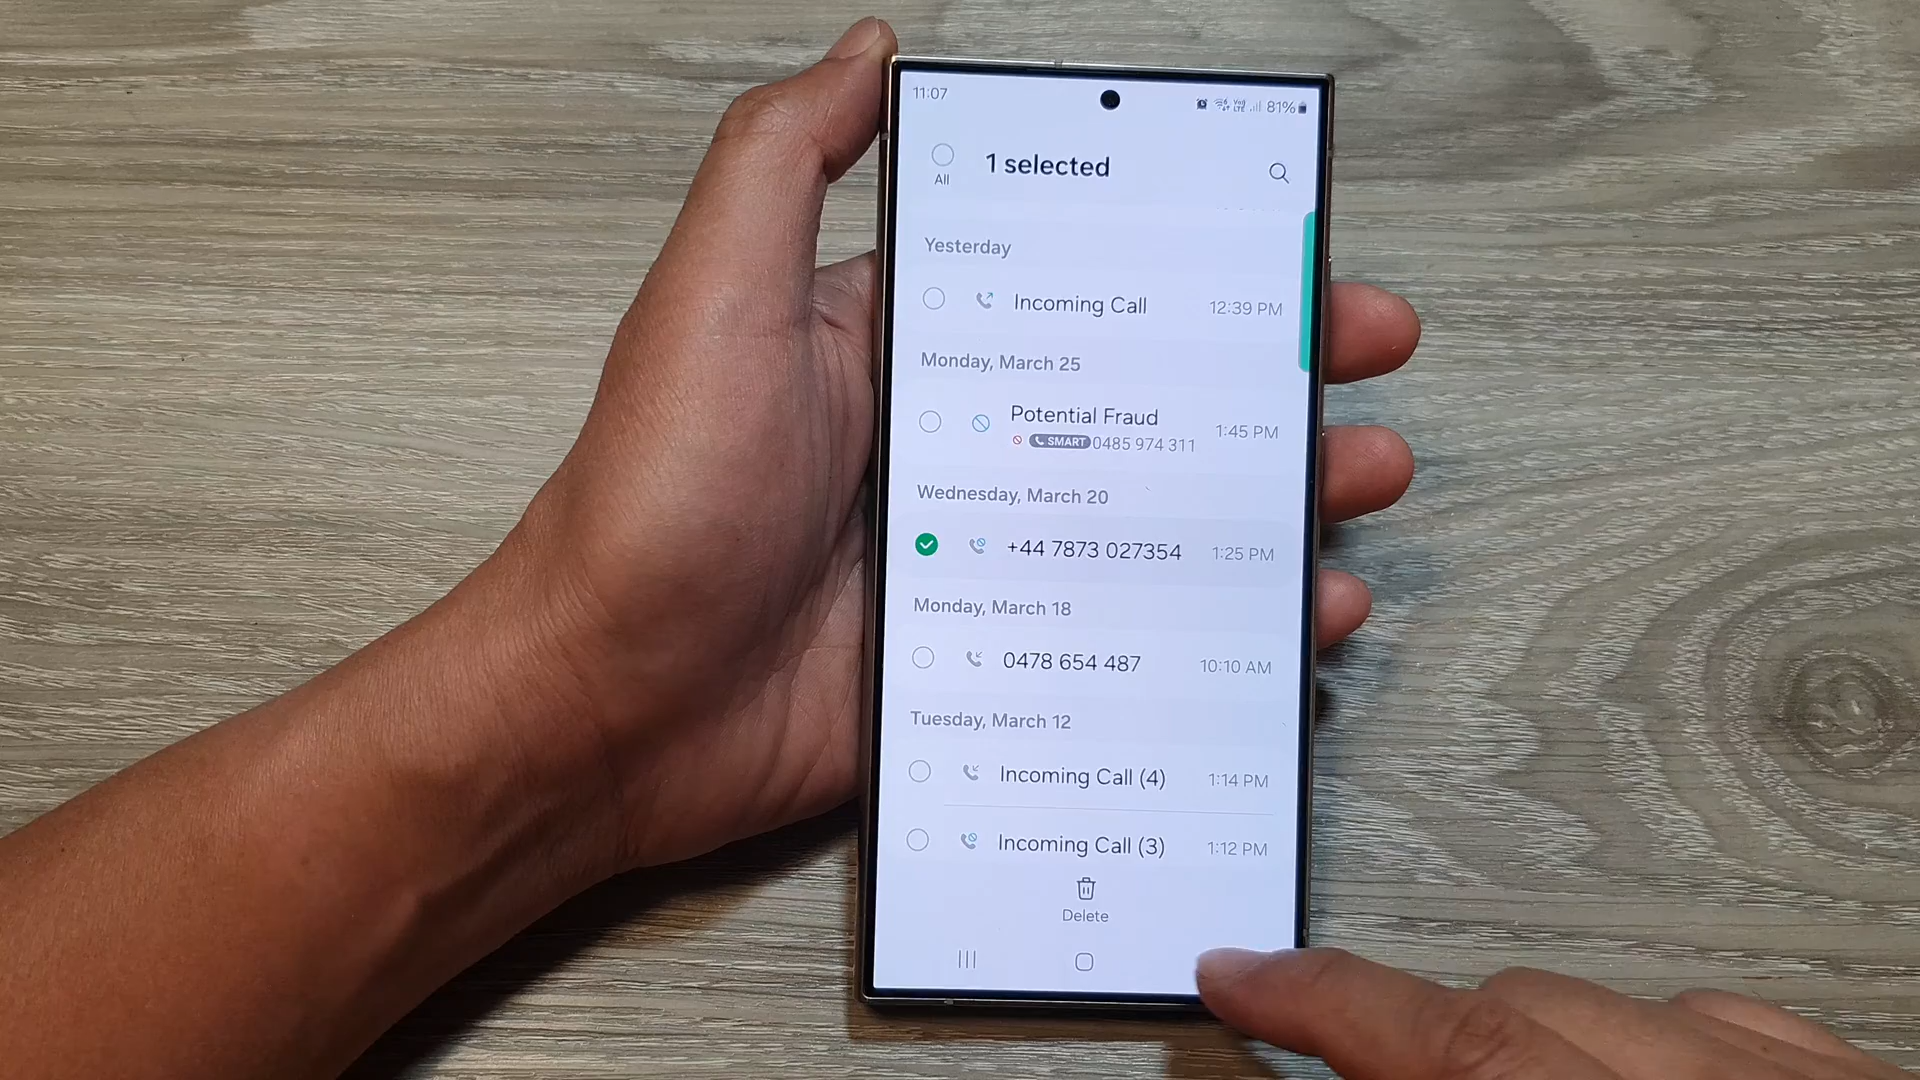 11:07
Voj) LTE 81%
All
1 selected
Yesterday
Incoming Call 12:39 PM
Monday, March 25
Potential Fraud
SMART 0485 974 311 1:45 PM
Wednesday, March 20
+44 7873 027354 1:25 PM
Monday, March 18
0478 654 487 10:10 AM
Tuesday, March 12
Incoming Call (4) 1:14 PM
Incoming Call (3) 1:12 PM
Delete